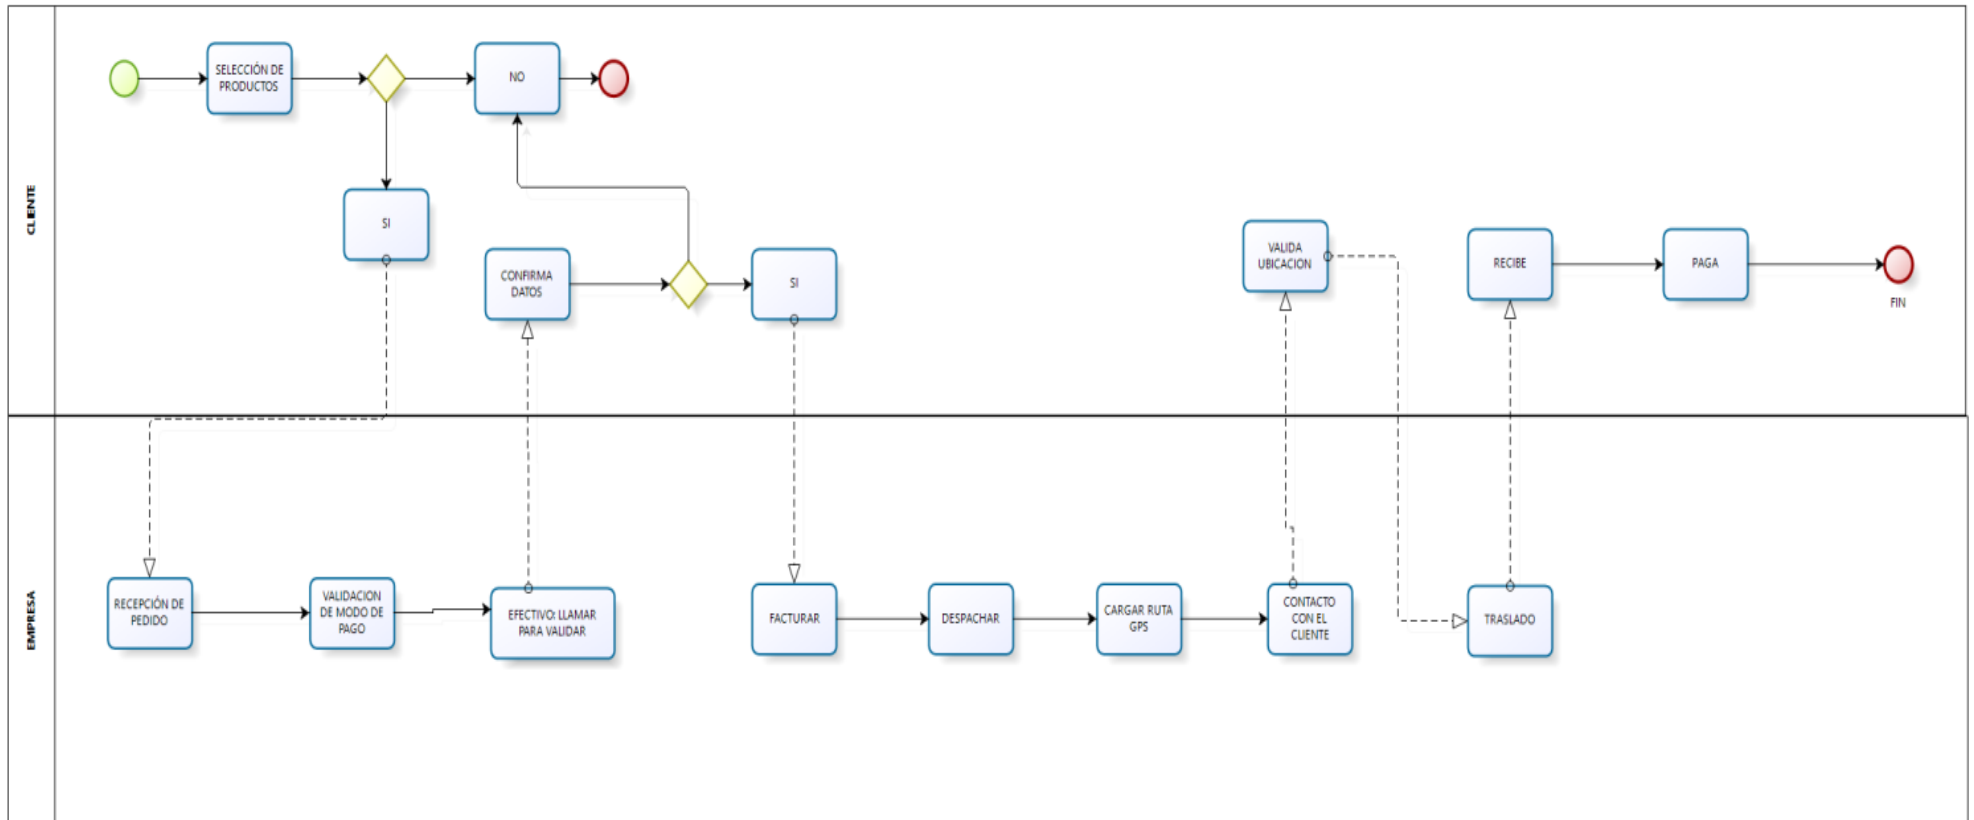 CLIENTE
SELECCIÓN DE
PRODUCTOS
NO
SI
CONFIRMA
DATOS
SI
VALIDA
UBICACION
RECIBE
PAGA
FIN
EMPRESA
RECEPCIÓN DE
PEDIDO
VALIDACION
DE MODO DE
PAGO
EFECTIVO: LLAMAR
PARA VALIDAR
FACTURAR
DESPACHAR
CARGAR RUTA
GPS
CONTACTO
CON EL
CLIENTE
TRASLADO